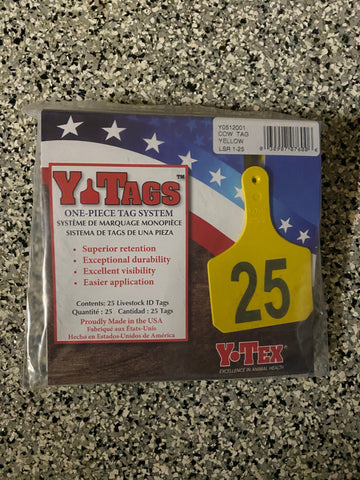 Y0512001
COW TAG
YELLOW
LSR 1-25
Y-TAGS™
ONE-PIECE TAG SYSTEM
SYSTÈME DE MARQUAGE MONOPIÈCE
SISTEMA DE TAGS DE UNA PIEZA
• Superior retention
• Exceptional durability
• Excellent visibility
• Easier application
Contents: 25 Livestock ID Tags
Quantité : 25 Cantidad : 25 Tags
Proudly Made in the USA
Fabriqué aux États-Unis
Hecho en Estados-Unidos de América
25
Y-TEX
EXCELLENCE IN ANIMAL HEALTH